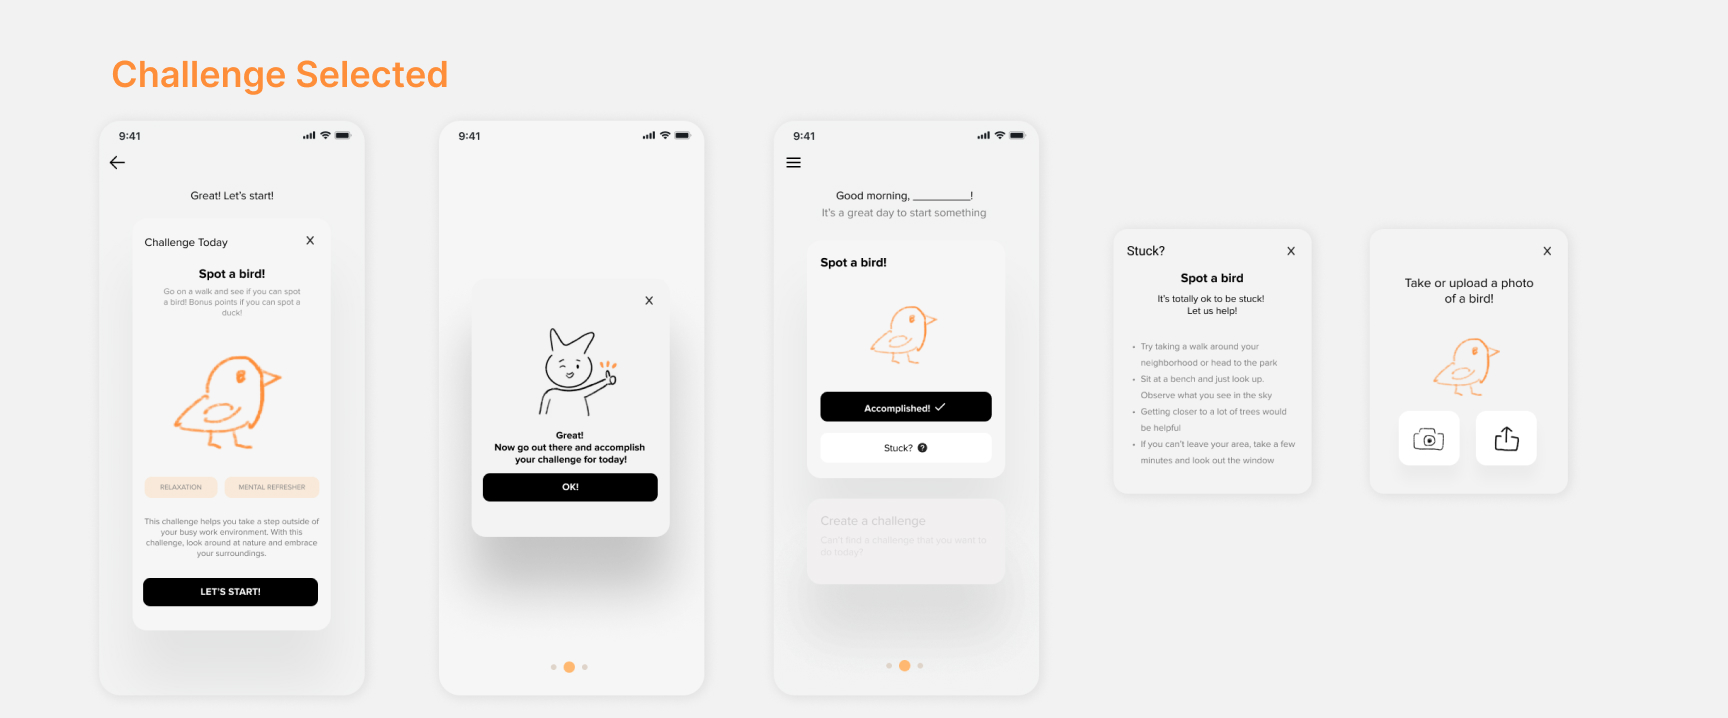 Challenge Selected
9:41
Great! Let's start!
Challenge Today
X
Spot a bird!
Go on a walk and see if you can spot
a bird! Bonus points if you can spot a
duck!
RELAXATION
MENTAL REFRESHER
This challenge helps you take a step outside of
your busy work environment. With this
challenge, look around at nature and embrace
your surroundings.
LET'S START!
9:41
X
Great!
Now go out there and accomplish
your challenge for today!
OK!
9:41
Good morning, __________!
It's a great day to start something
Spot a bird!
Accomplished!
Stuck? ?
Create a challenge
Can't find a challenge that you want to
do today?
Stuck?
X
Spot a bird
It's totally ok to be stuck!
Let us help!
• Try taking a walk around your
neighborhood or head to the park
• Sit at a bench and just look up.
Observe what you see in the sky
• Getting closer to a lot of trees would
be helpful
• If you can't leave your area, take a few
minutes and look out the window
X
Take or upload a photo
of a bird!